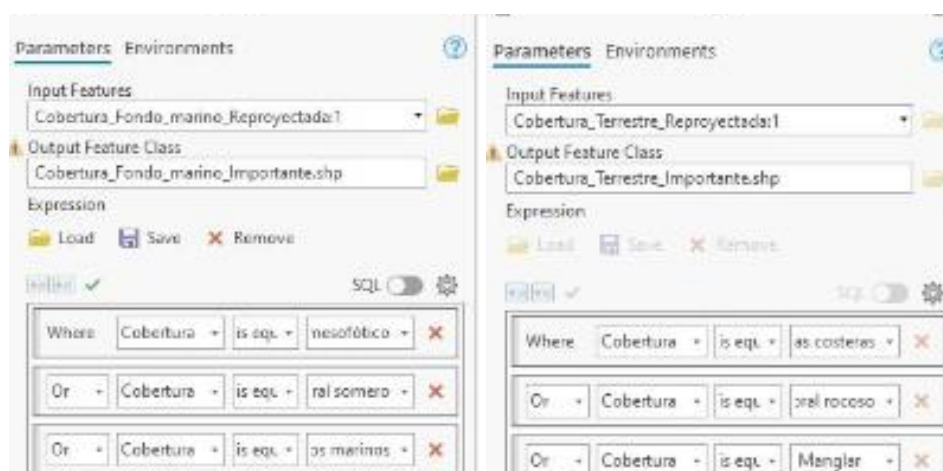 Parameters Environments
Input Features
Cobertura_Fondo_marino_Reproyectada:1
Output Feature Class
Cobertura_Fondo_marino_Importante.shp
Expression
Load Save Remove
SQL
Where Cobertura is equ mesofótico
Or Cobertura is equ ral somero
Or Cobertura is equ os marinos
Parameters Environments
Input Features
Cobertura_Terrestre_Reproyectada:1
Output Feature Class
Cobertura_Terrestre_Importante.shp
Expression
Load Save Remove
SQL
Where Cobertura is equ as costeras
Or Cobertura is equ oral rocoso
Or Cobertura is equ Manglar